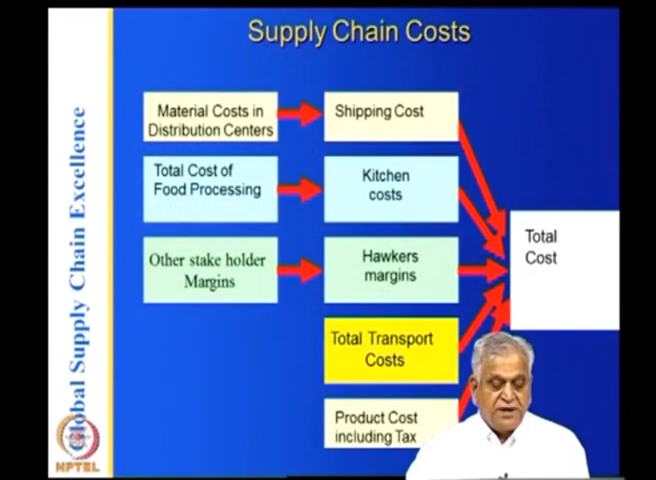 Supply Chain Costs
Global Supply Chain Excellence
Material Costs in
Distribution Centers
Shipping Cost
Total Cost of
Food Processing
Kitchen
costs
Other stake holder
Margins
Hawkers
margins
Total
Cost
Total Transport
Costs
Product Cost
including Tax
NPTEL